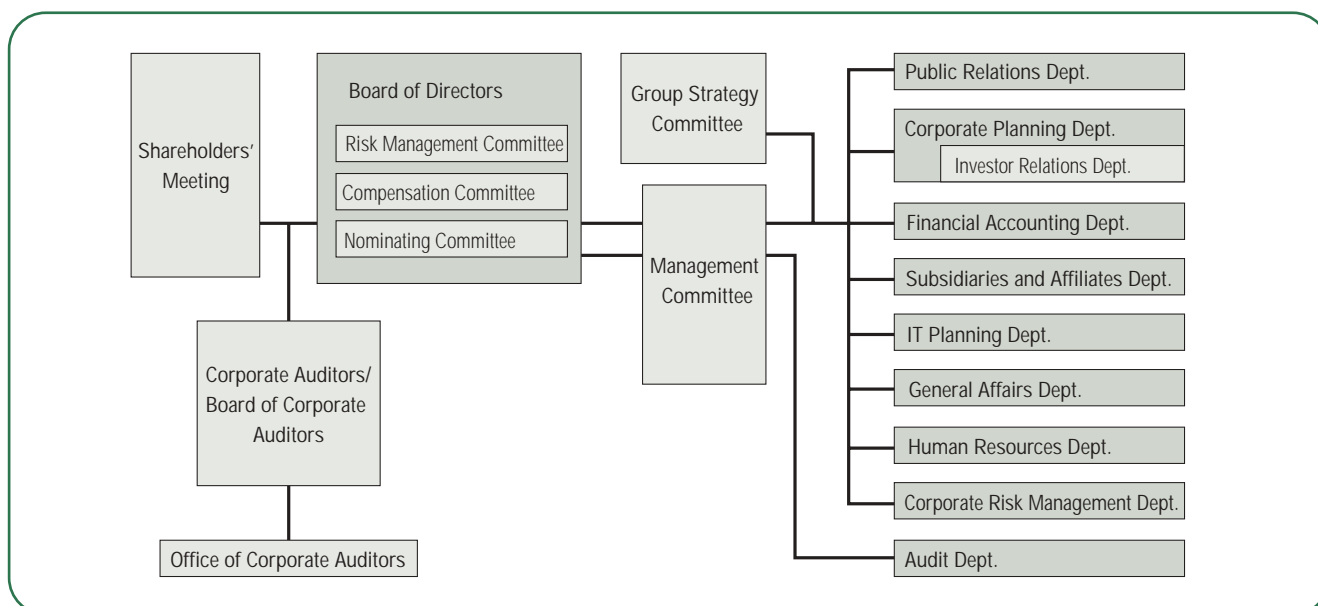 Shareholders'
Meeting
Board of Directors
Risk Management Committee
Compensation Committee
Nominating Committee
Corporate Auditors/
Board of Corporate
Auditors
Office of Corporate Auditors
Group Strategy
Committee
Management
Committee
Public Relations Dept.
Corporate Planning Dept.
Investor Relations Dept.
Financial Accounting Dept.
Subsidiaries and Affiliates Dept.
IT Planning Dept.
General Affairs Dept.
Human Resources Dept.
Corporate Risk Management Dept.
Audit Dept.